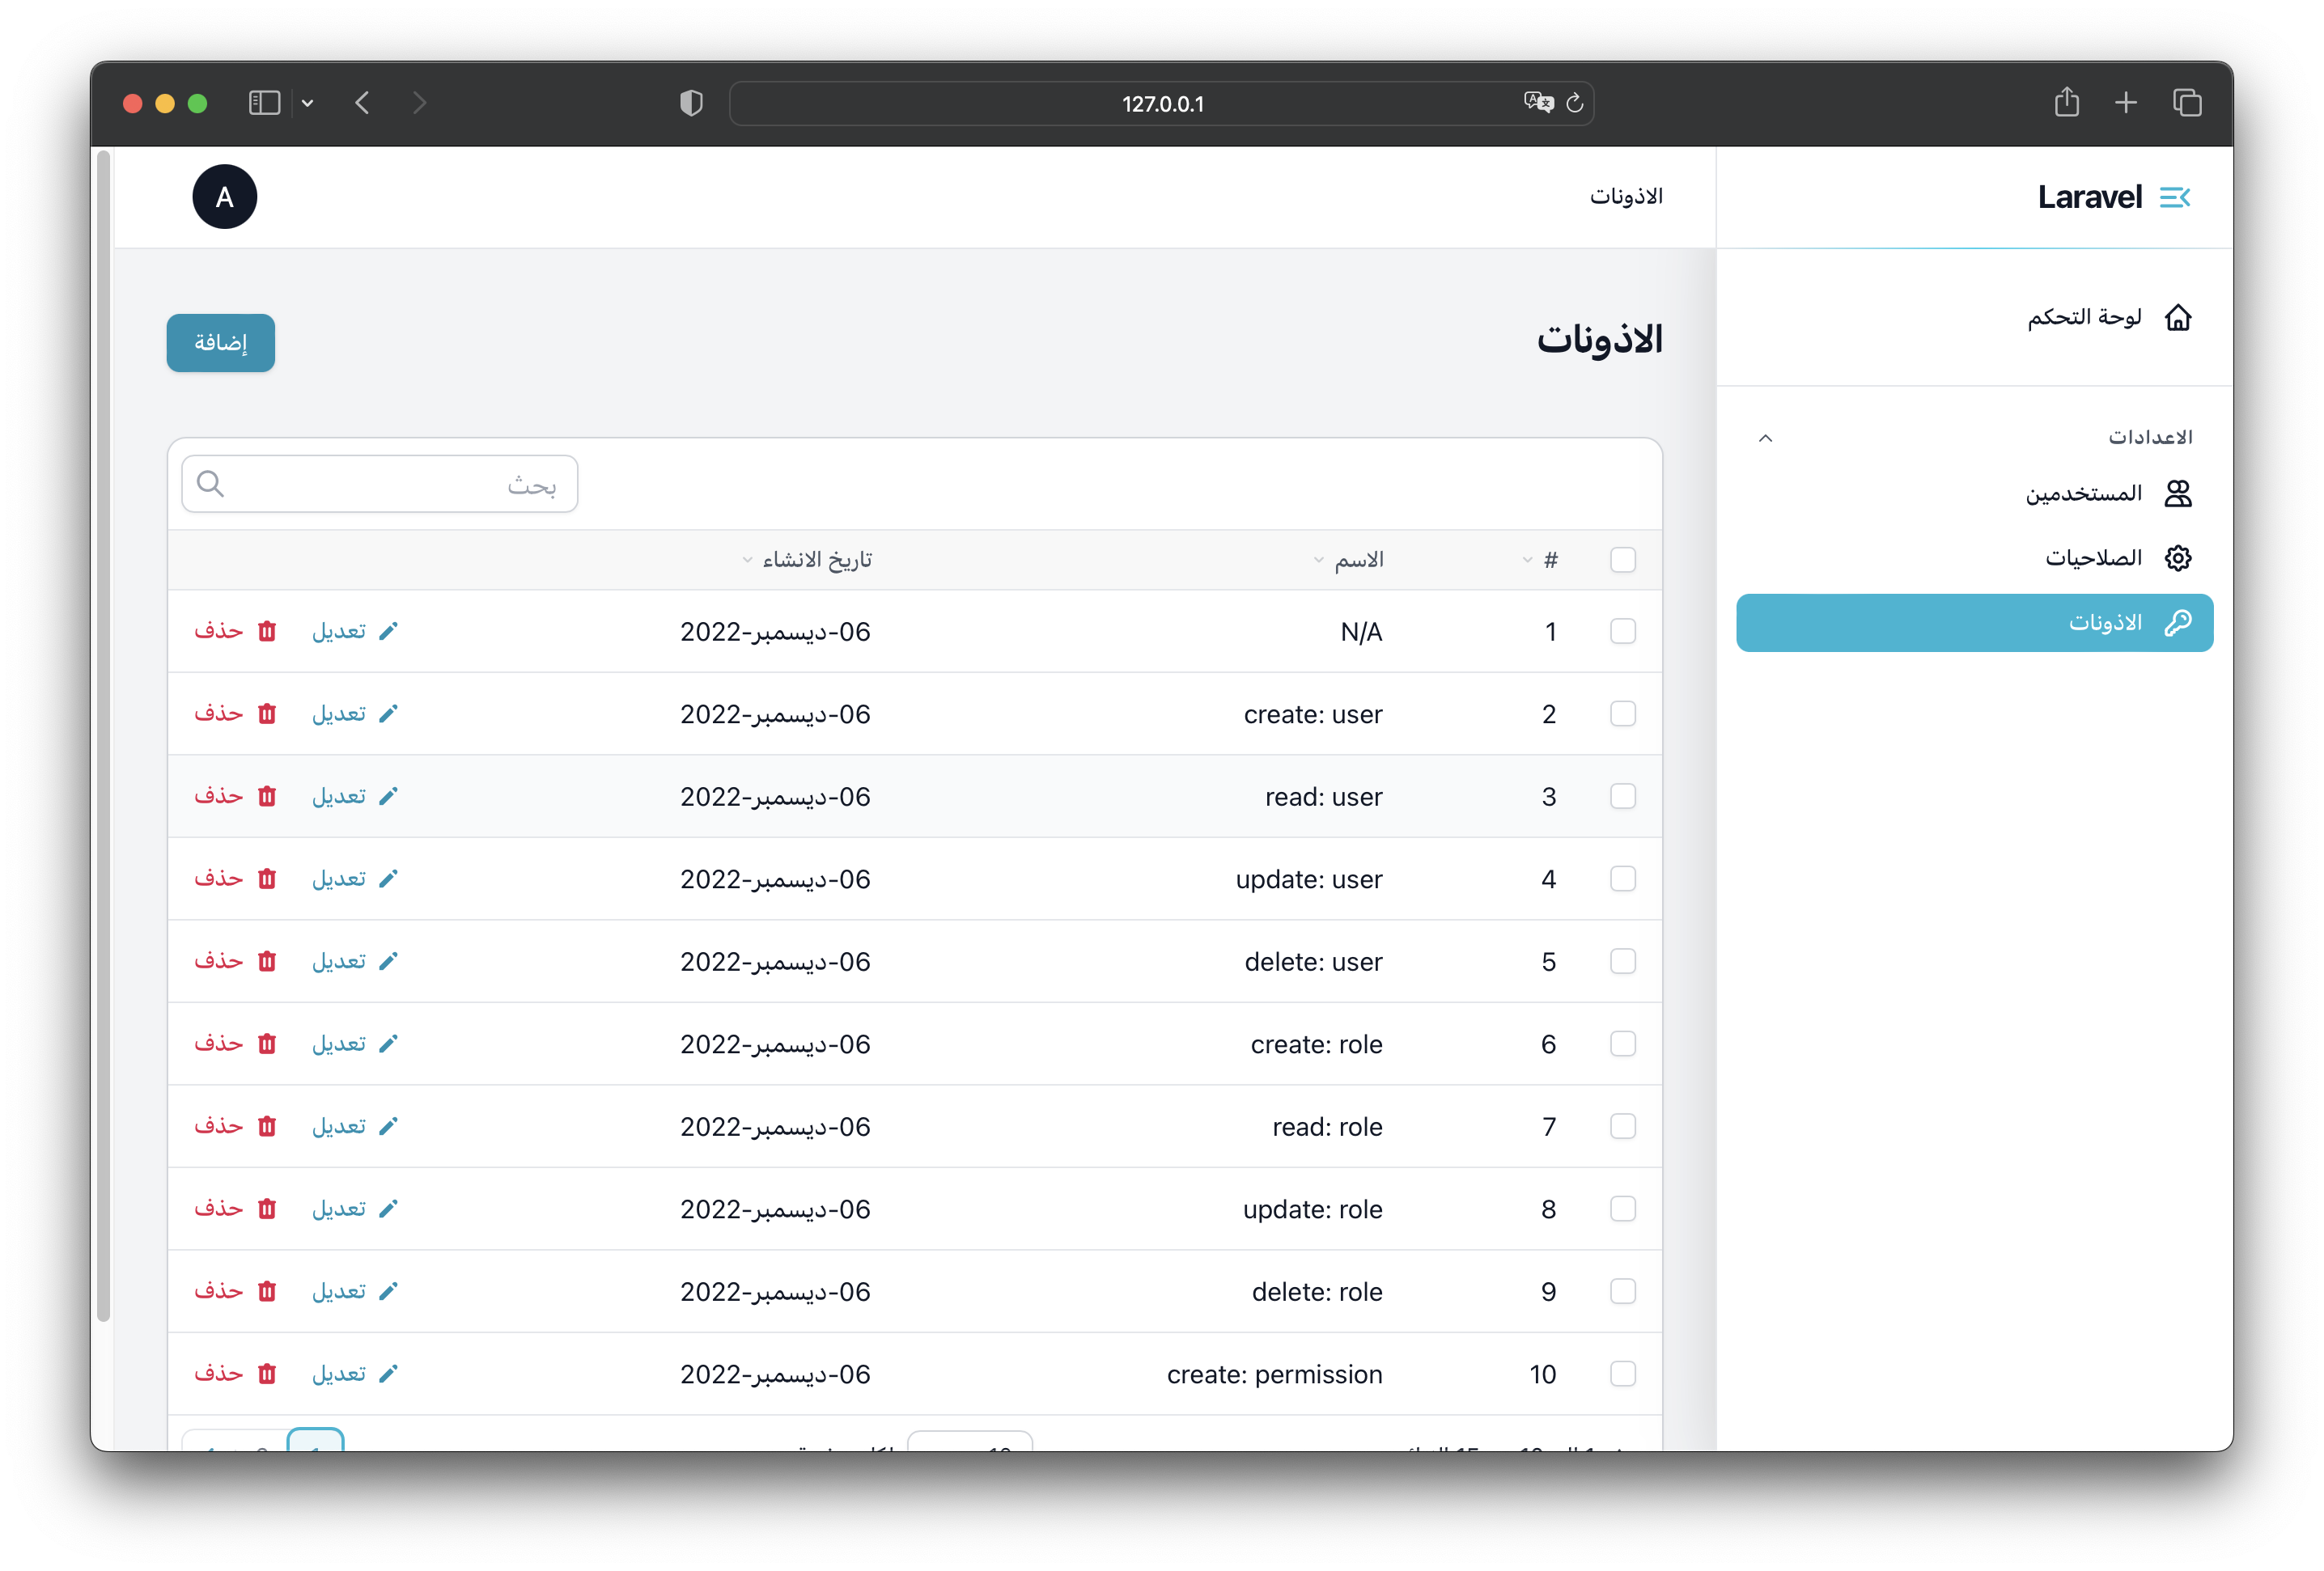 127.0.0.1
Laravel
الاذونات
A
لوحة التحكم
الاعدادات
المستخدمين
الصلاحيات
الاذونات
الاذونات
إضافة
بحث
# الاسم تاريخ الانشاء
1 N/A 06-ديسمبر-2022 تعديل حذف
2 create: user 06-ديسمبر-2022 تعديل حذف
3 read: user 06-ديسمبر-2022 تعديل حذف
4 update: user 06-ديسمبر-2022 تعديل حذف
5 delete: user 06-ديسمبر-2022 تعديل حذف
6 create: role 06-ديسمبر-2022 تعديل حذف
7 read: role 06-ديسمبر-2022 تعديل حذف
8 update: role 06-ديسمبر-2022 تعديل حذف
9 delete: role 06-ديسمبر-2022 تعديل حذف
10 create: permission 06-ديسمبر-2022 تعديل حذف